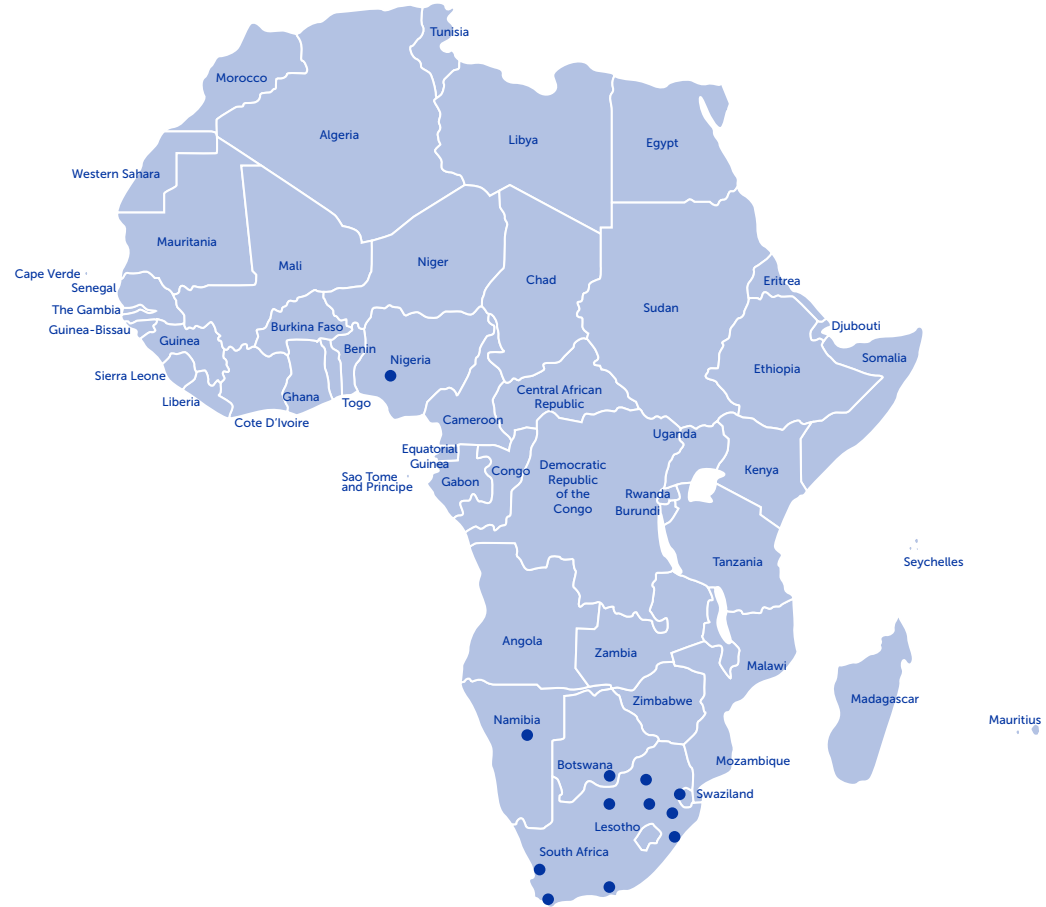 Tunisia
Morocco
Algeria
Libya
Egypt
Western Sahara
Mauritania
Mali
Niger
Chad
Cape Verde
Senegal
Eritrea
The Gambia
Sudan
Guinea-Bissau
Burkina Faso
Djubouti
Guinea
Benin
Nigeria
Somalia
Ethiopia
Sierra Leone
Central African
Republic
Liberia
Ghana
Togo
Cote D'Ivoire
Cameroon
Uganda
Equatorial
Guinea
Sao Tome
and Principe
Gabon
Congo
Democratic
Republic
of the
Congo
Kenya
Rwanda
Burundi
Tanzania
Seychelles
Angola
Zambia
Malawi
Zimbabwe
Madagascar
Mauritius
Namibia
Botswana
Mozambique
Swaziland
Lesotho
South Africa